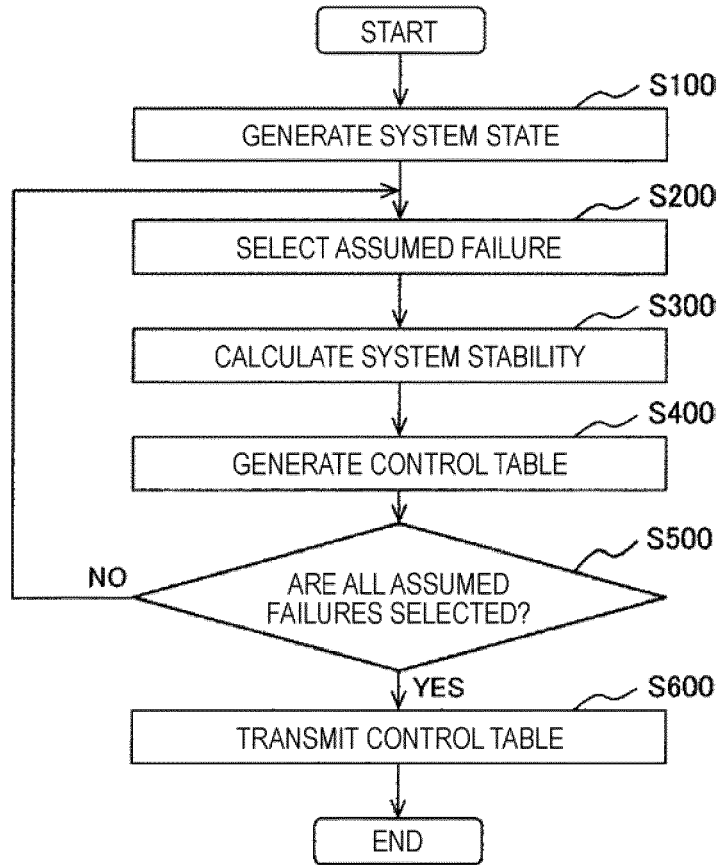 START
S100
GENERATE SYSTEM STATE
S200
SELECT ASSUMED FAILURE
S300
CALCULATE SYSTEM STABILITY
S400
GENERATE CONTROL TABLE
S500
NO
ARE ALL ASSUMED
FAILURES SELECTED?
YES
S600
TRANSMIT CONTROL TABLE
END